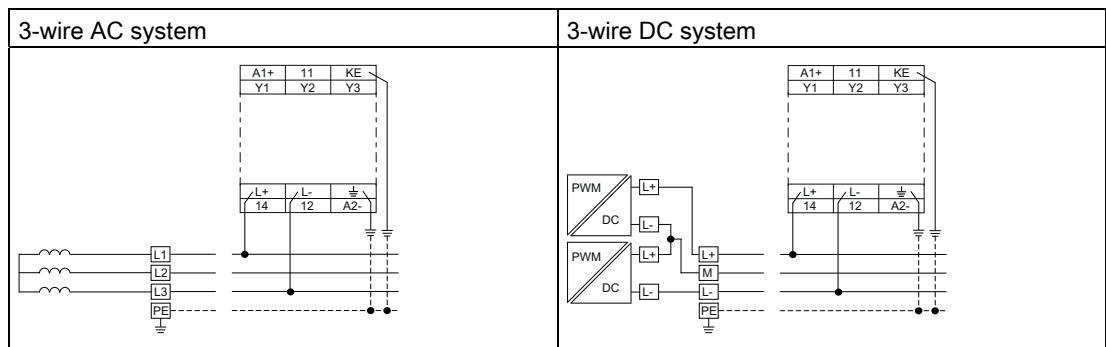 3-wire AC system
A1+ 11 KE
Y1 Y2 Y3
L+ L-
14 12 A2-
L1
L2
L3
PE
3-wire DC system
A1+ 11 KE
Y1 Y2 Y3
PWM
DC
L+
L-
PWM
DC
L+
L-
L+
M
L-
PE
L+ L-
14 12 A2-